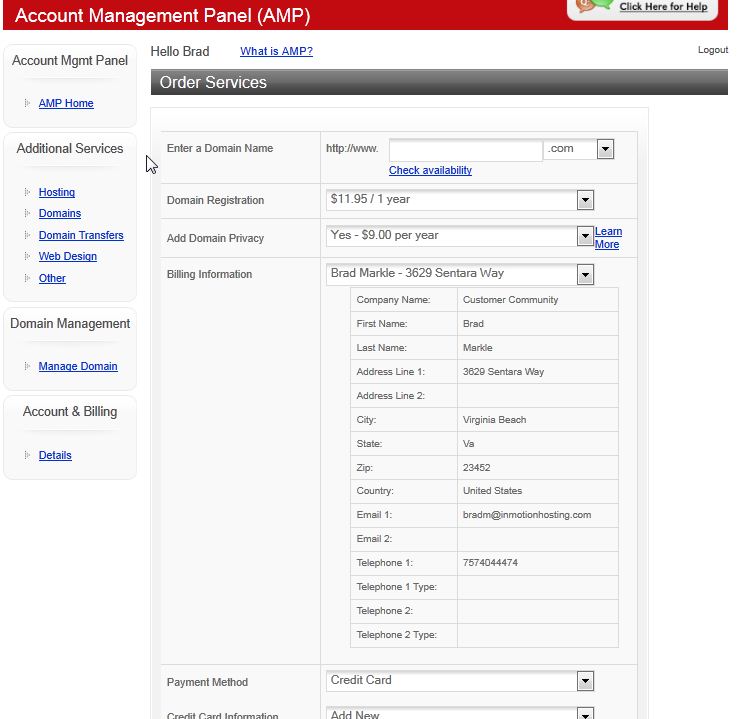 Account Management Panel (AMP)
Click Here for Help
Account Mgmt Panel
AMP Home
Additional Services
Hosting
Domains
Domain Transfers
Web Design
Other
Domain Management
Manage Domain
Account & Billing
Details
Hello Brad What is AMP? Logout
Order Services
Enter a Domain Name http://www. .com
Check availability
Domain Registration $11.95 / 1 year
Add Domain Privacy Yes - $9.00 per year Learn
More
Billing Information Brad Markle - 3629 Sentara Way
Company Name: Customer Community
First Name: Brad
Last Name: Markle
Address Line 1: 3629 Sentara Way
Address Line 2:
City: Virginia Beach
State: Va
Zip: 23452
Country: United States
Email 1: bradm@inmotionhosting.com
Email 2:
Telephone 1: 7574044474
Telephone 1 Type:
Telephone 2:
Telephone 2 Type:
Payment Method Credit Card
Credit Card Information Add New